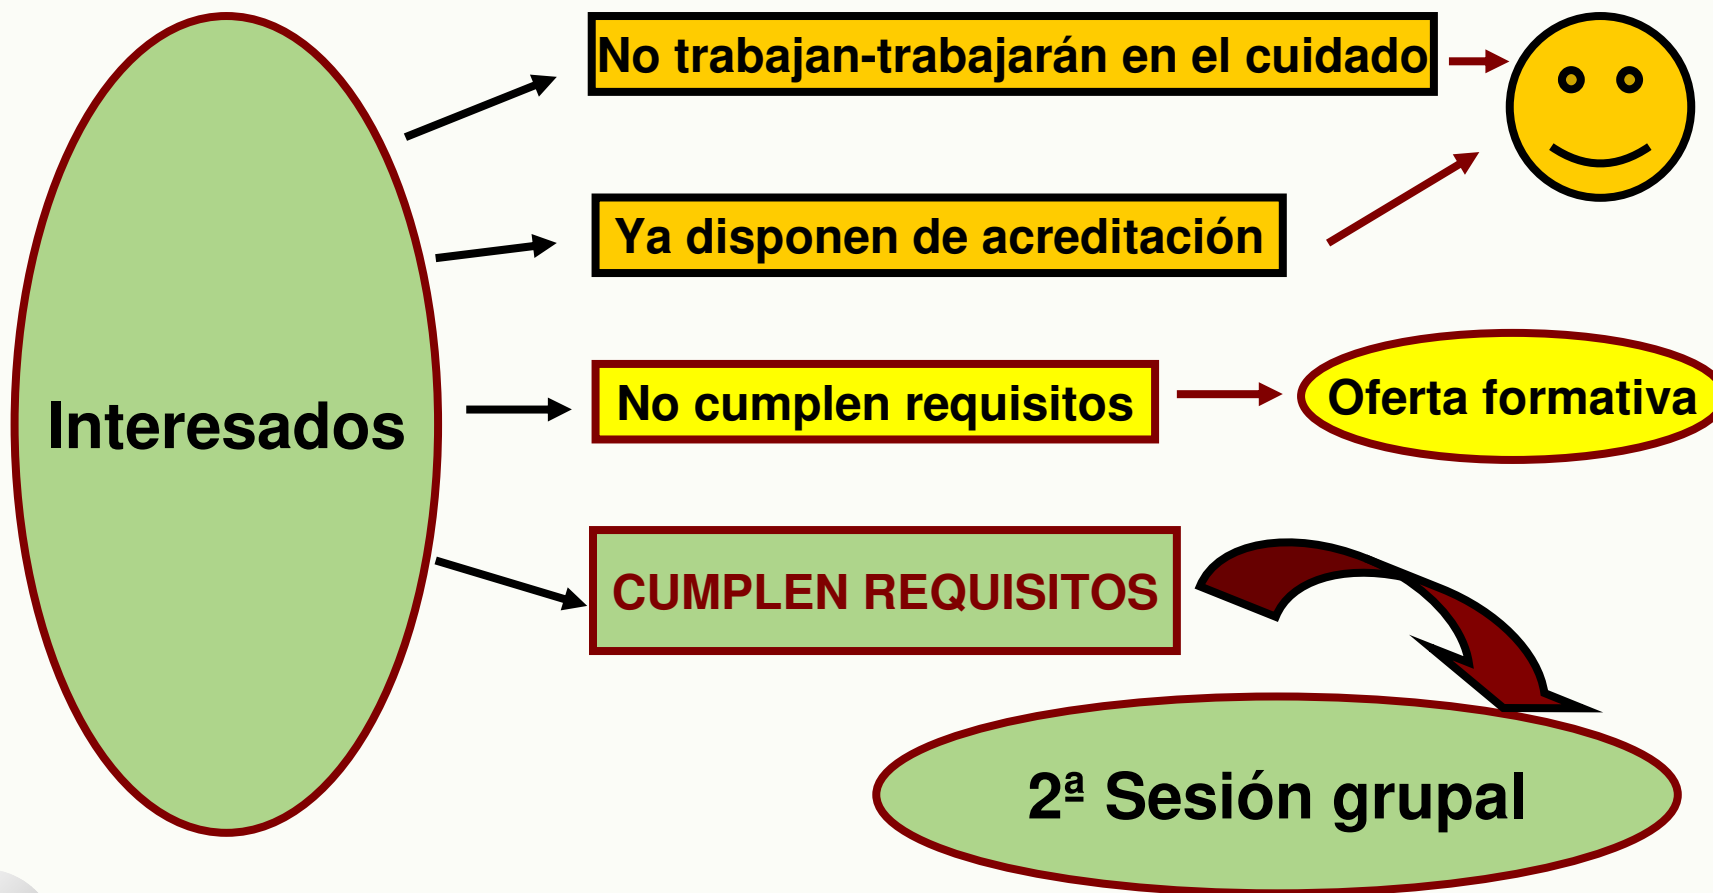 No trabajan-trabajarán en el cuidado
Ya disponen de acreditación
Interesados
No cumplen requisitos
Oferta formativa
CUMPLEN REQUISITOS
2ª Sesión grupal